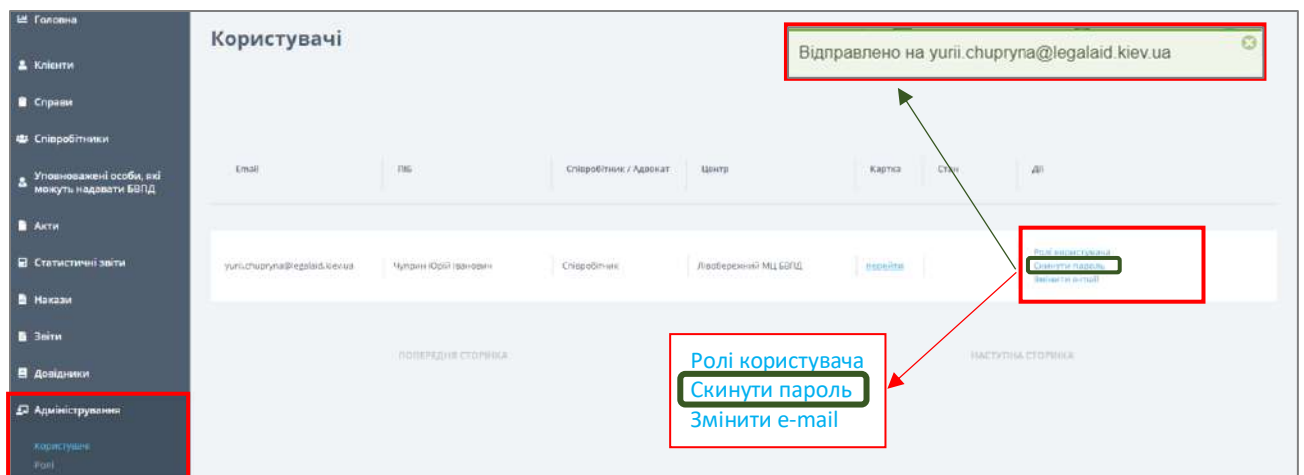 Головна
Клієнти
Справи
Співробітники
Уповноважені особи, які
можуть надавати БВПД
Акти
Статистичні звіти
Накази
Звіти
Довідники
Адміністрування
Користувачі
Ролі
Користувачі
Відправлено на yurii.chupryna@legalaid.kiev.ua
Email ПІБ Співробітник / Адвокат Центр Картка Стан Дії
yurii.chupryna@legalaid.kiev.ua Чуприн Юрій Іванович Співробітник Лівобережний МЦ БВПД перейти
Ролі користувача
Скинути пароль
Змінити e-mail
ПОПЕРЕДНЯ СТОРІНКА НАСТУПНА СТОРІНКА
Ролі користувача
Скинути пароль
Змінити e-mail